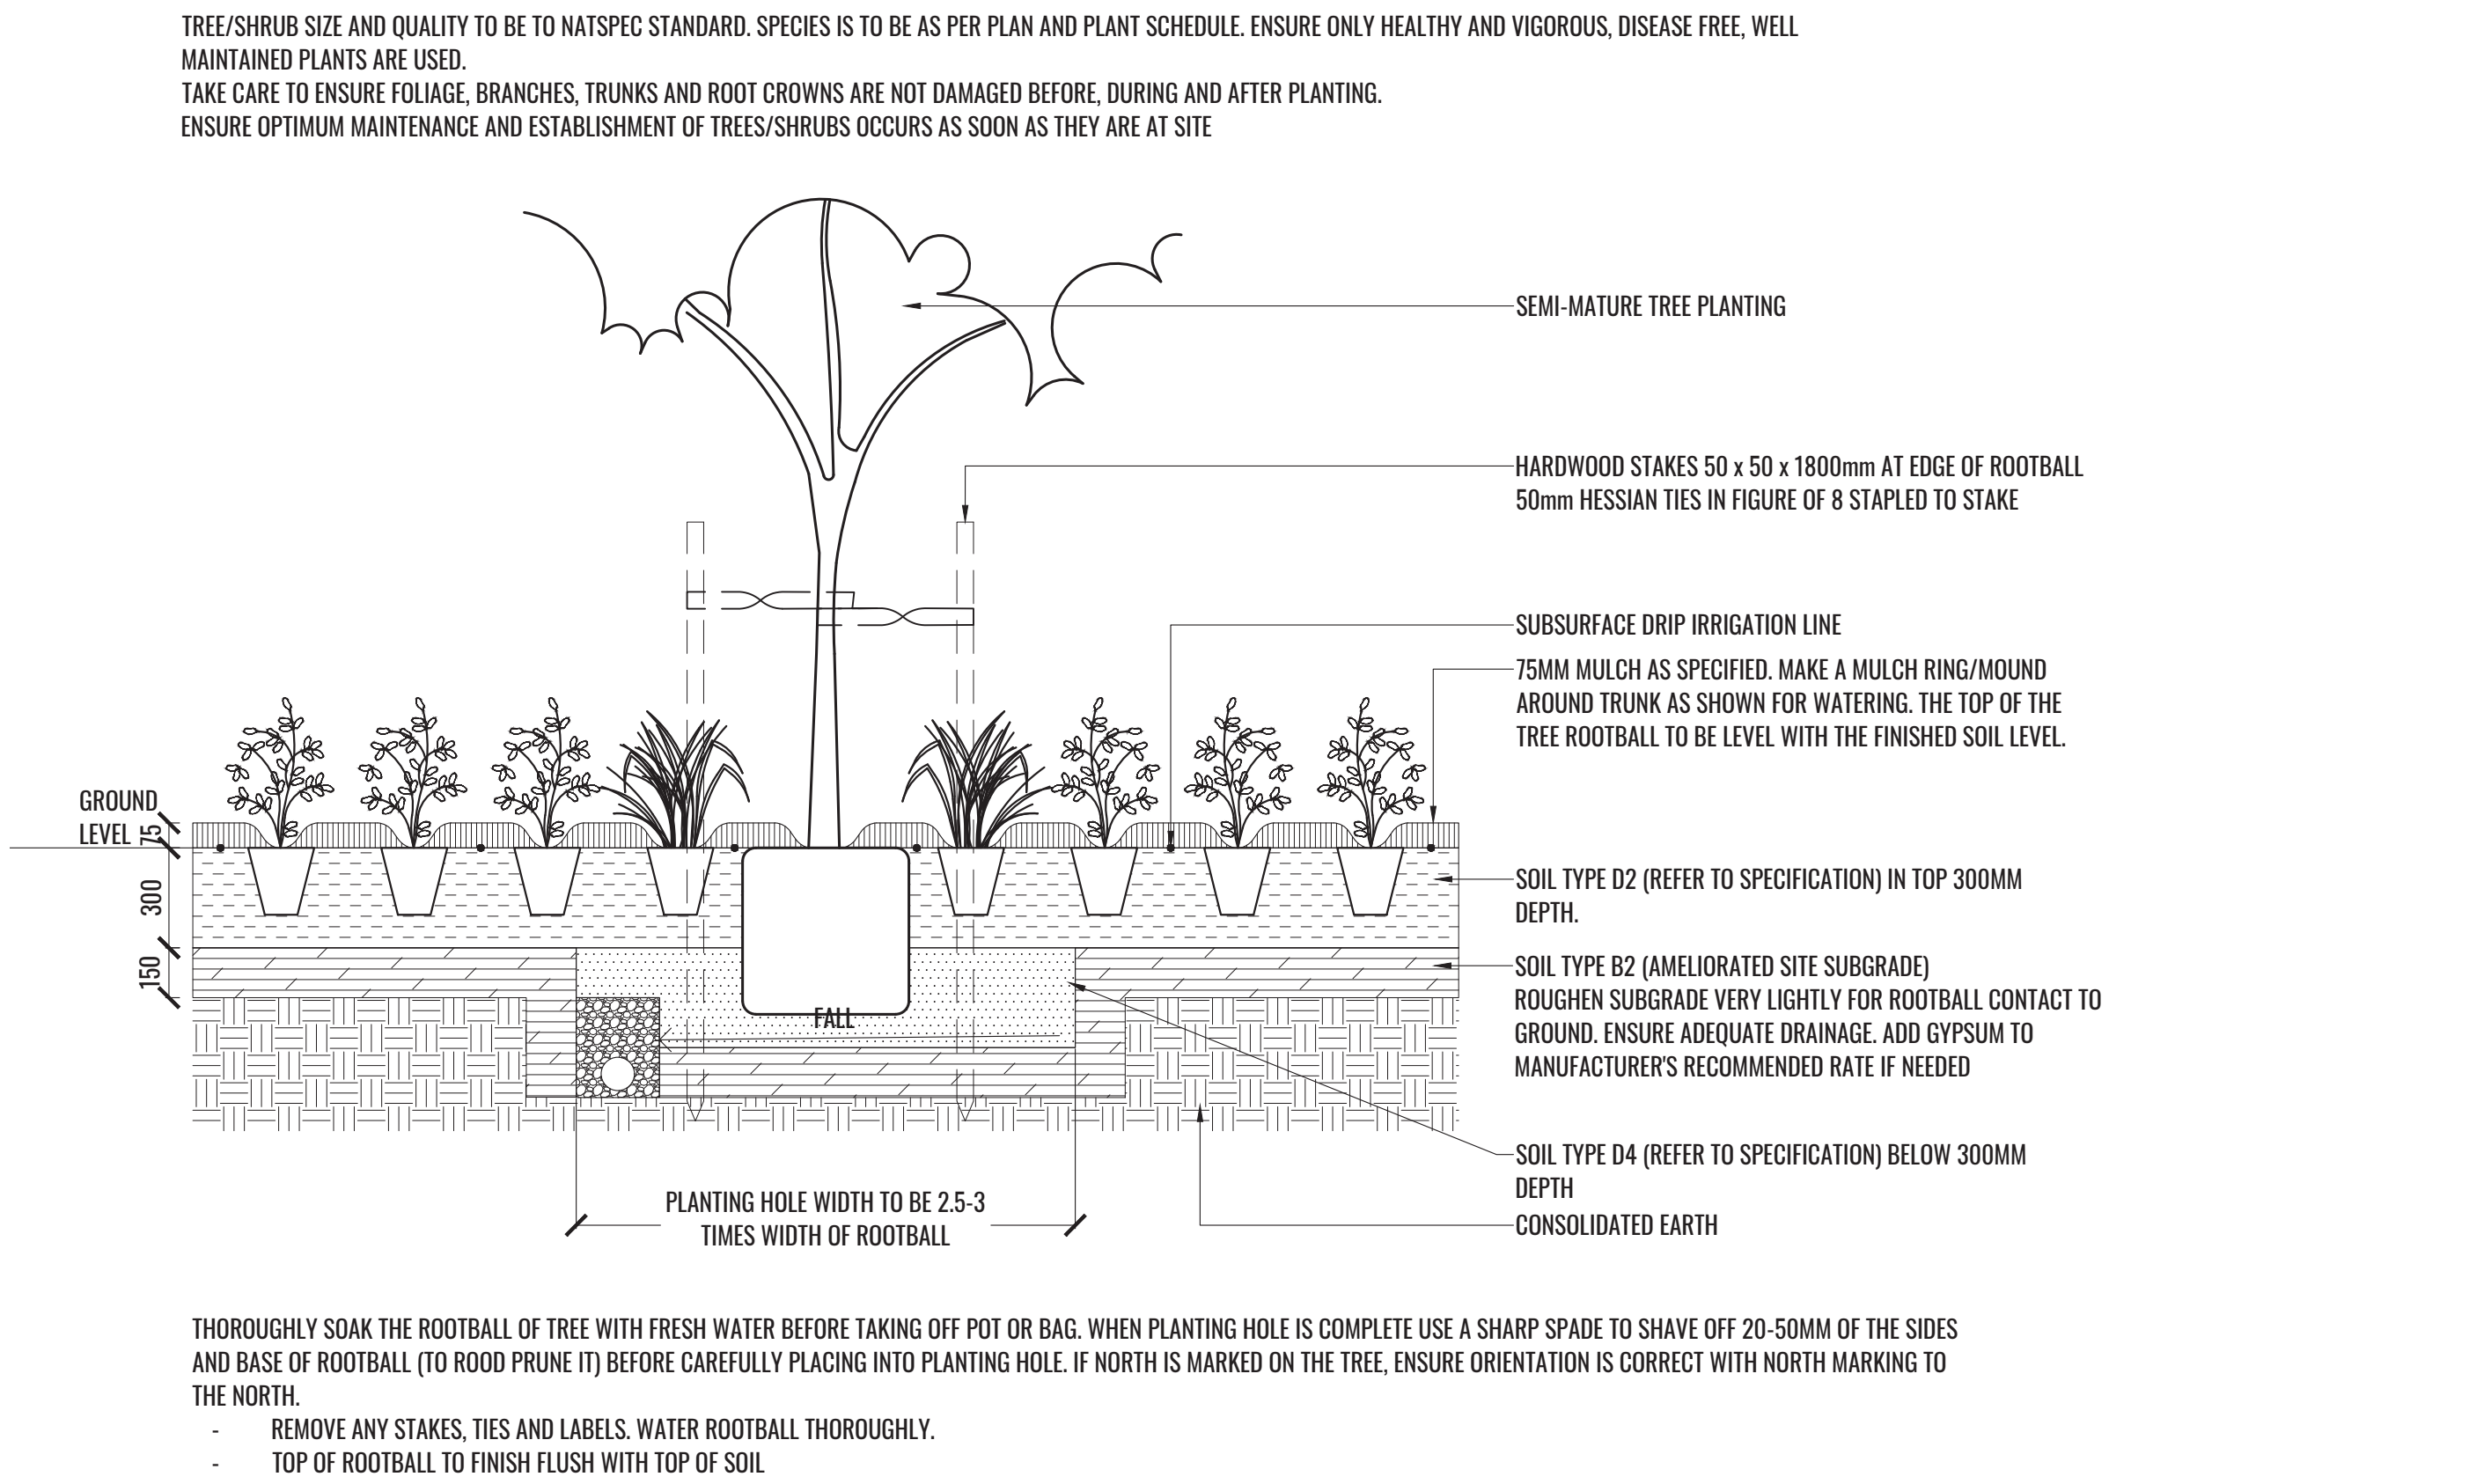 TREE/SHRUB SIZE AND QUALITY TO BE TO NATSPEC STANDARD. SPECIES IS TO BE AS PER PLAN AND PLANT SCHEDULE. ENSURE ONLY HEALTHY AND VIGOROUS, DISEASE FREE, WELL
MAINTAINED PLANTS ARE USED.
TAKE CARE TO ENSURE FOLIAGE, BRANCHES, TRUNKS AND ROOT CROWNS ARE NOT DAMAGED BEFORE, DURING AND AFTER PLANTING.
ENSURE OPTIMUM MAINTENANCE AND ESTABLISHMENT OF TREES/SHRUBS OCCURS AS SOON AS THEY ARE AT SITE
SEMI-MATURE TREE PLANTING
HARDWOOD STAKES 50 x 50 x 1800mm AT EDGE OF ROOTBALL
50mm HESSIAN TIES IN FIGURE OF 8 STAPLED TO STAKE
SUBSURFACE DRIP IRRIGATION LINE
75MM MULCH AS SPECIFIED. MAKE A MULCH RING/MOUND
AROUND TRUNK AS SHOWN FOR WATERING. THE TOP OF THE
TREE ROOTBALL TO BE LEVEL WITH THE FINISHED SOIL LEVEL.
GROUND
LEVEL
75
300
150
SOIL TYPE D2 (REFER TO SPECIFICATION) IN TOP 300MM
DEPTH.
SOIL TYPE B2 (AMELIORATED SITE SUBGRADE)
ROUGHEN SUBGRADE VERY LIGHTLY FOR ROOTBALL CONTACT TO
GROUND. ENSURE ADEQUATE DRAINAGE. ADD GYPSUM TO
MANUFACTURER'S RECOMMENDED RATE IF NEEDED
FALL
SOIL TYPE D4 (REFER TO SPECIFICATION) BELOW 300MM
DEPTH
CONSOLIDATED EARTH
PLANTING HOLE WIDTH TO BE 2.5-3
TIMES WIDTH OF ROOTBALL
THOROUGHLY SOAK THE ROOTBALL OF TREE WITH FRESH WATER BEFORE TAKING OFF POT OR BAG. WHEN PLANTING HOLE IS COMPLETE USE A SHARP SPADE TO SHAVE OFF 20-50MM OF THE SIDES
AND BASE OF ROOTBALL (TO ROOD PRUNE IT) BEFORE CAREFULLY PLACING INTO PLANTING HOLE. IF NORTH IS MARKED ON THE TREE, ENSURE ORIENTATION IS CORRECT WITH NORTH MARKING TO
THE NORTH.
- REMOVE ANY STAKES, TIES AND LABELS. WATER ROOTBALL THOROUGHLY.
- TOP OF ROOTBALL TO FINISH FLUSH WITH TOP OF SOIL